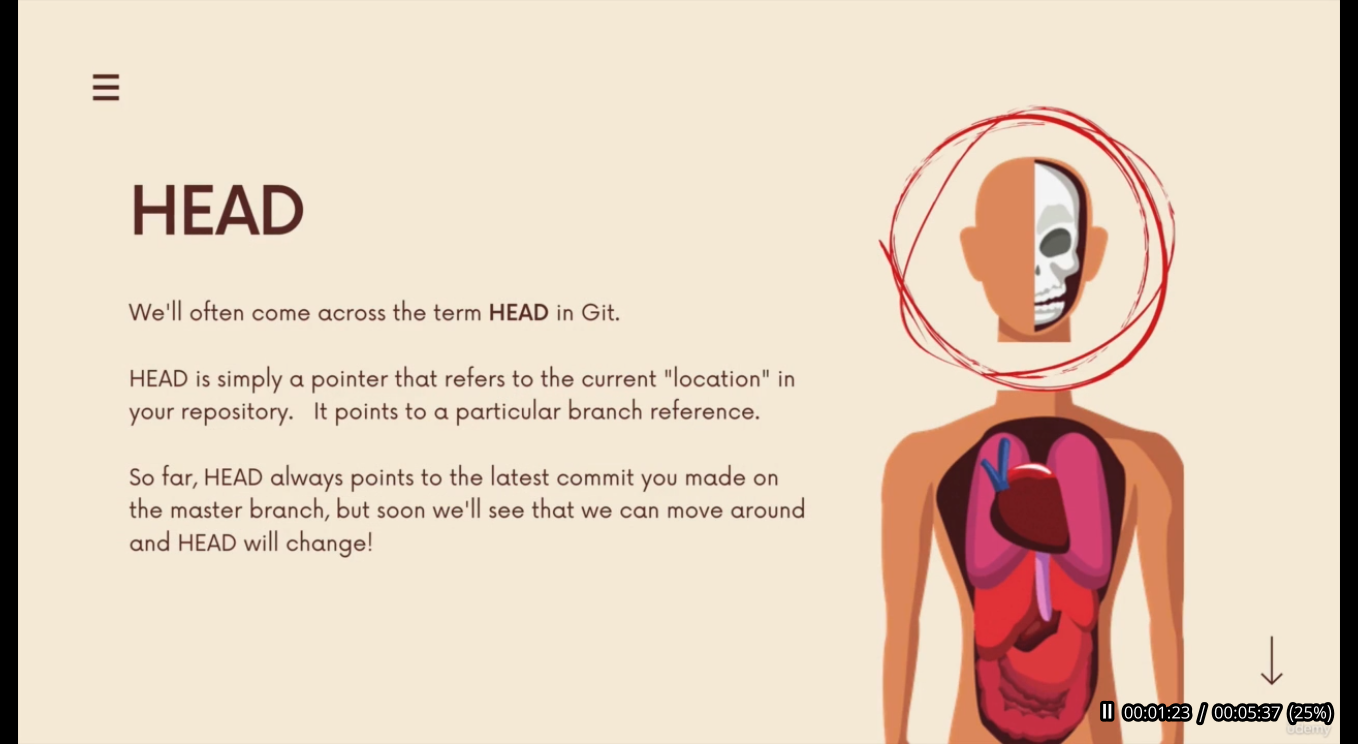 HEAD
We'll often come across the term HEAD in Git.
HEAD is simply a pointer that refers to the current "location" in
your repository. It points to a particular branch reference.
So far, HEAD always points to the latest commit you made on
the master branch, but soon we'll see that we can move around
and HEAD will change!
00:01:23 / 00:05:37 (25%)
udemy